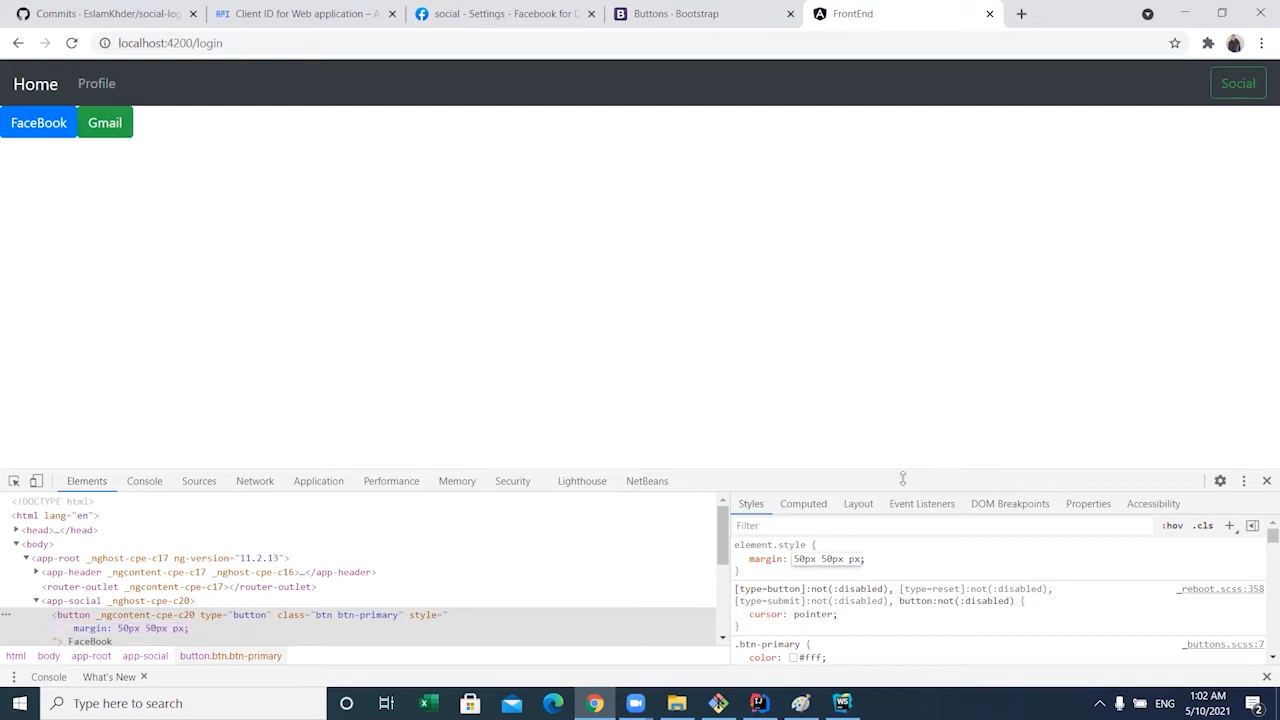 Commits · EslamKhder/social-log
Client ID for Web application – A
social - Settings - Facebook for D
Buttons · Bootstrap
FrontEnd
localhost:4200/login
Home Profile Social
FaceBook Gmail
Elements Console Sources Network Application Performance Memory Security Lighthouse NetBeans
<!DOCTYPE html>
<html lang="en">
<head>…</head>
<body>
<app-root _nghost-cpe-c17 ng-version="11.2.13">
<app-header _ngcontent-cpe-c17 _nghost-cpe-c16>…</app-header>
<router-outlet _ngcontent-cpe-c17></router-outlet>
<app-social _nghost-cpe-c20>
<button _ngcontent-cpe-c20 type="button" class="btn btn-primary" style="
margin: 50px 50px px;
"> FaceBook
html body app-root app-social button.btn.btn-primary
Styles Computed Layout Event Listeners DOM Breakpoints Properties Accessibility
Filter :hov .cls +
element.style {
margin: 50px 50px px;
}
[type=button]:not(:disabled), [type=reset]:not(:disabled), _reboot.scss:358
[type=submit]:not(:disabled), button:not(:disabled) {
cursor: pointer;
}
.btn-primary { _buttons.scss:7
color: #fff;
Console What's New
Type here to search
ENG
1:02 AM
5/10/2021
2